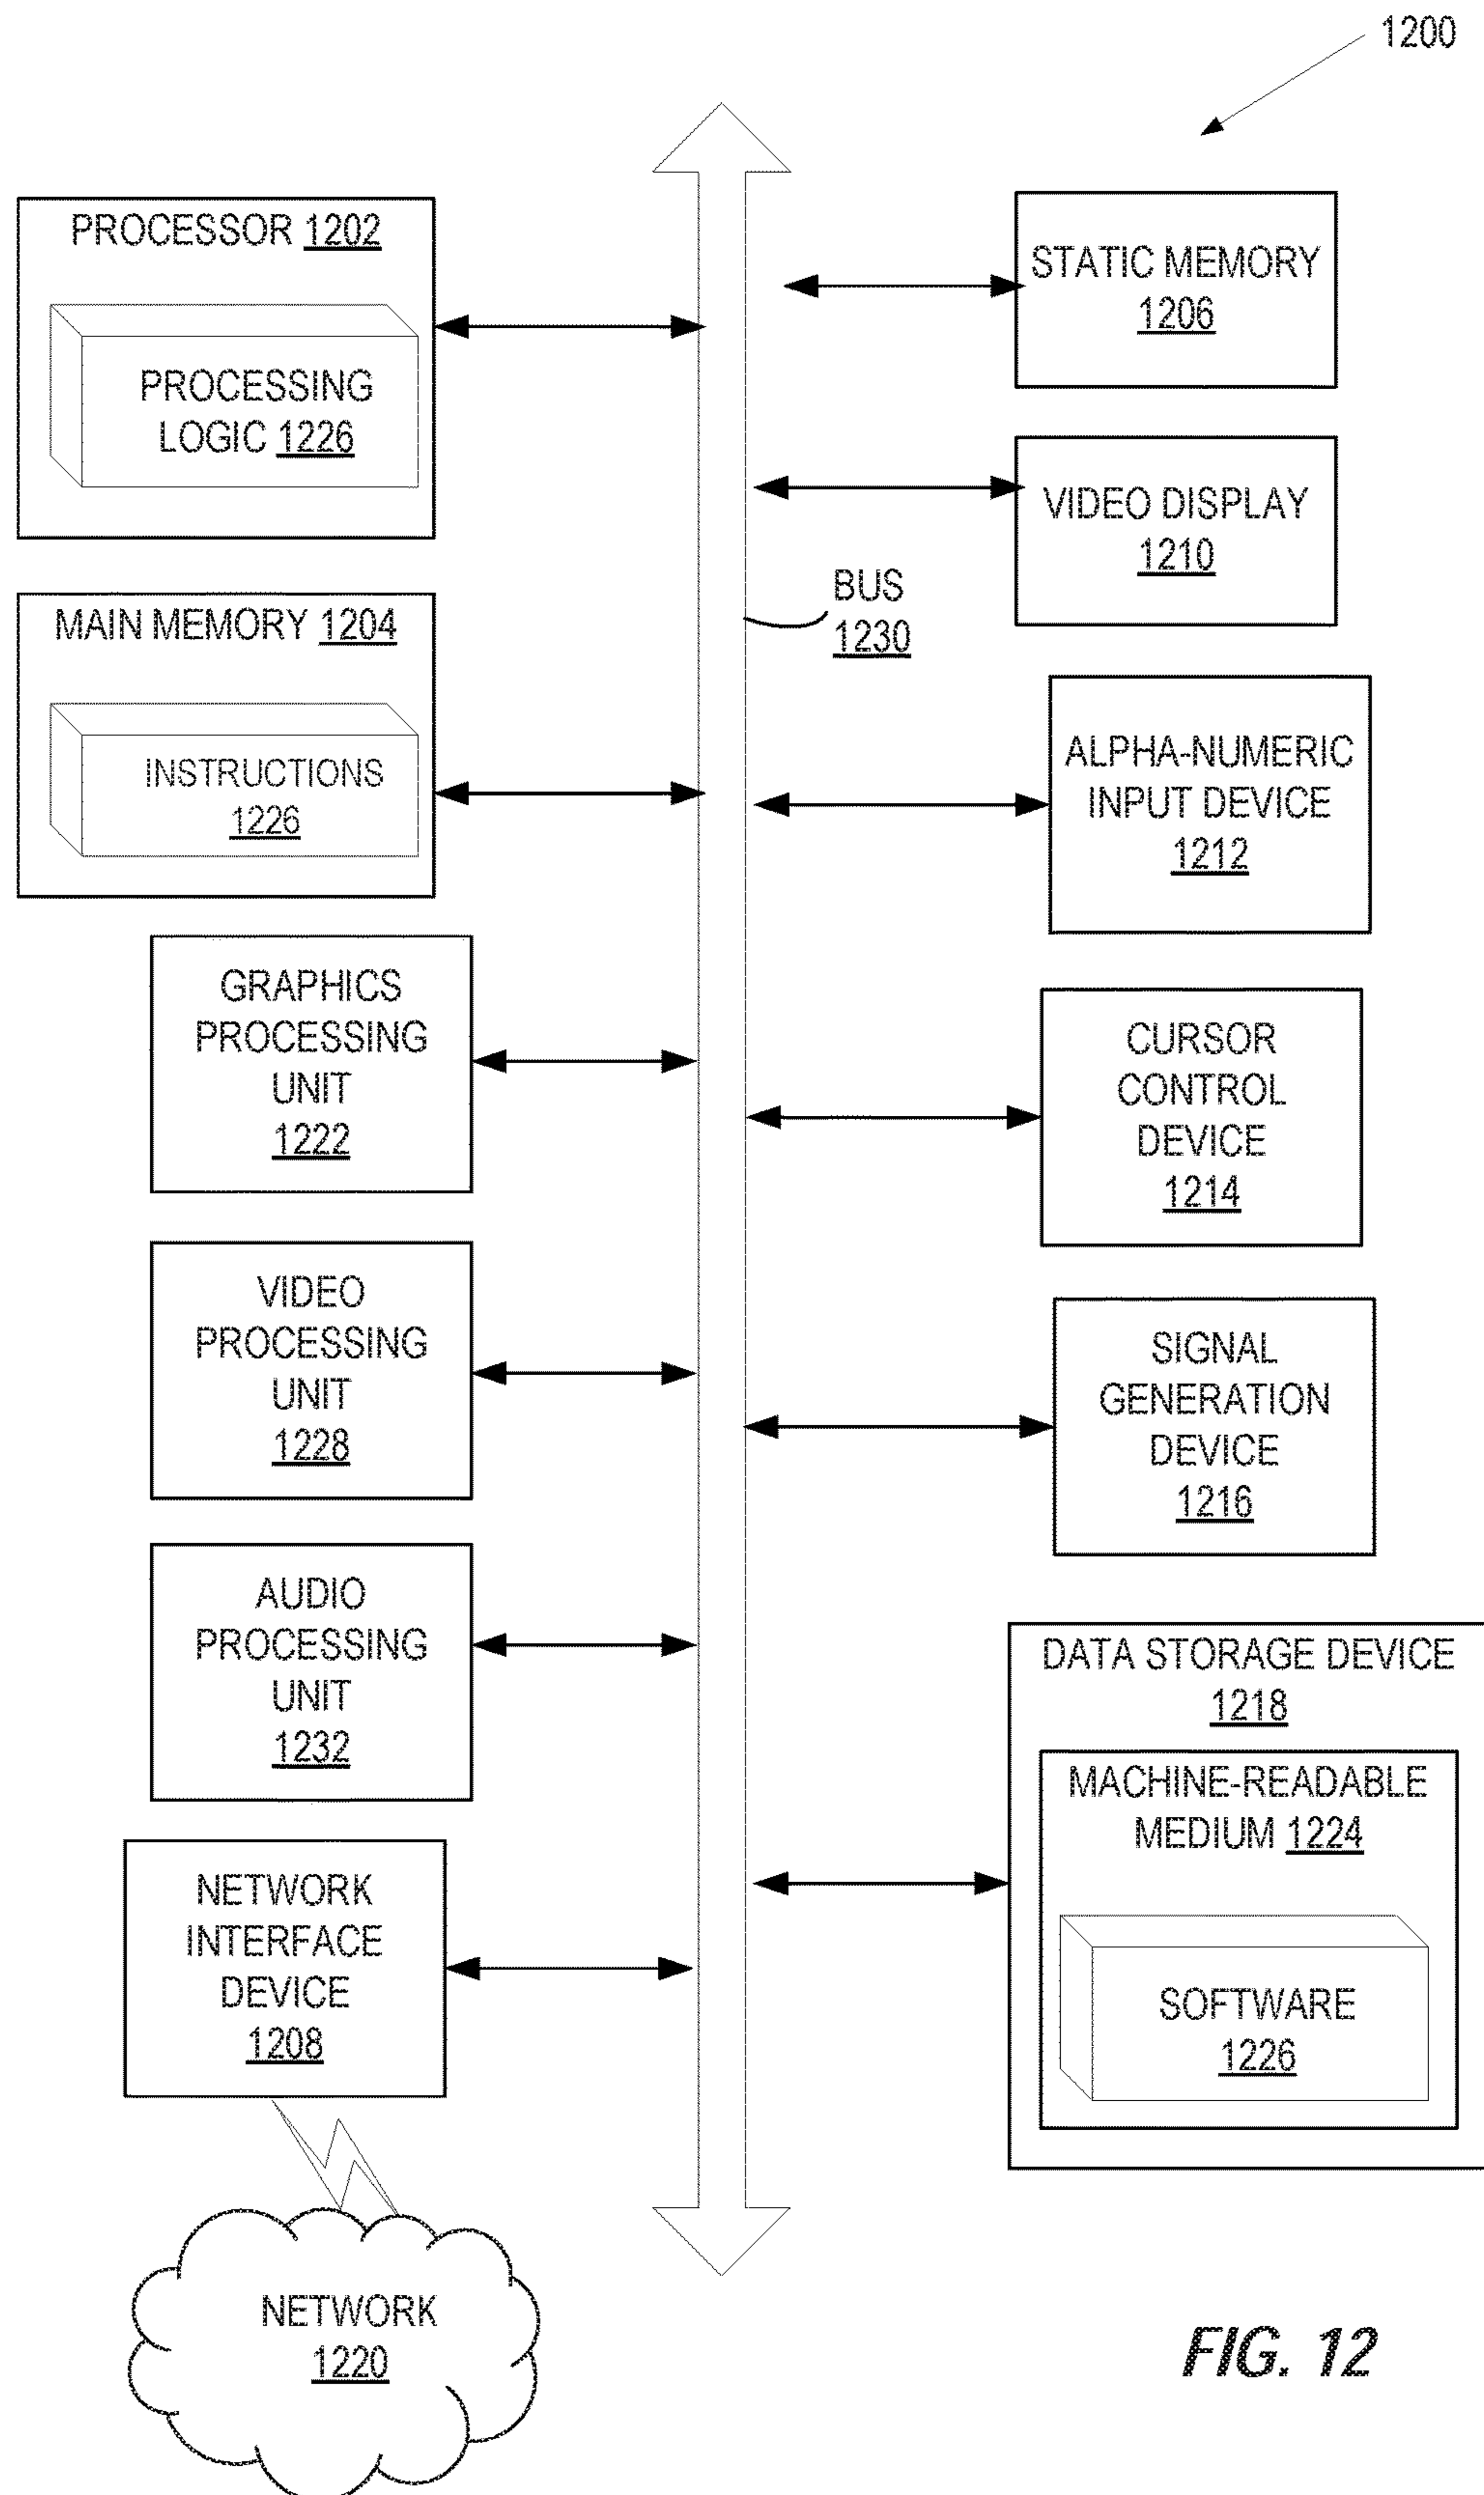 1200
PROCESSOR 1202
PROCESSING
LOGIC 1226
MAIN MEMORY 1204
INSTRUCTIONS
1226
GRAPHICS
PROCESSING
UNIT
1222
VIDEO
PROCESSING
UNIT
1228
AUDIO
PROCESSING
UNIT
1232
NETWORK
INTERFACE
DEVICE
1208
NETWORK
1220
BUS
1230
STATIC MEMORY
1206
VIDEO DISPLAY
1210
ALPHA-NUMERIC
INPUT DEVICE
1212
CURSOR
CONTROL
DEVICE
1214
SIGNAL
GENERATION
DEVICE
1216
DATA STORAGE DEVICE
1218
MACHINE-READABLE
MEDIUM 1224
SOFTWARE
1226
FIG. 12